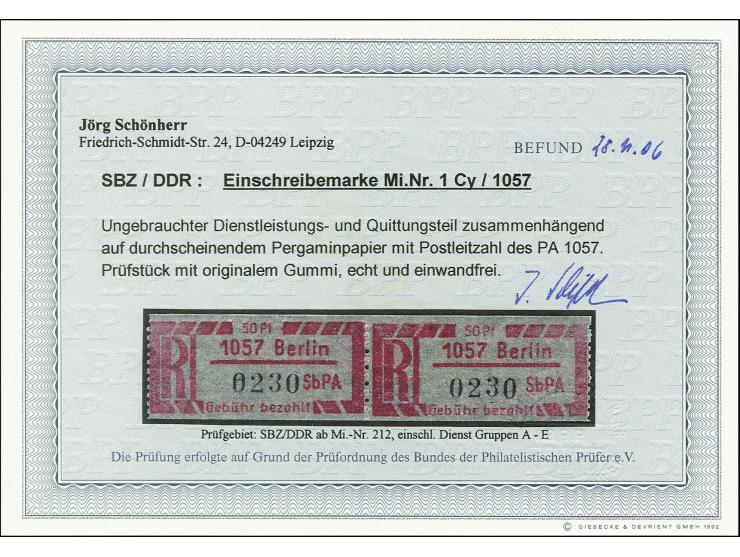 Jörg Schönherr
Friedrich-Schmidt-Str. 24, D-04249 Leipzig
BEFUND 28.11.06
SBZ / DDR : Einschreibemarke Mi.Nr. 1 Cy / 1057
Ungebrauchter Dienstleistungs- und Quittungsteil zusammenhängend
auf durchscheinendem Pergaminpapier mit Postleitzahl des PA 1057.
Prüfstück mit originalem Gummi, echt und einwandfrei.
50 Pf
1057 Berlin
R
0230 SbPA
Gebühr bezahlt
50 Pf
1057 Berlin
R
0230 SbPA
Gebühr bezahlt
Prüfgebiet: SBZ/DDR ab Mi.-Nr. 212, einschl. Dienst Gruppen A - E
Die Prüfung erfolgte auf Grund der Prüfordnung des Bundes der Philatelistischen Prüfer e.V.
© GIESECKE & DEVRIENT GMBH 1992